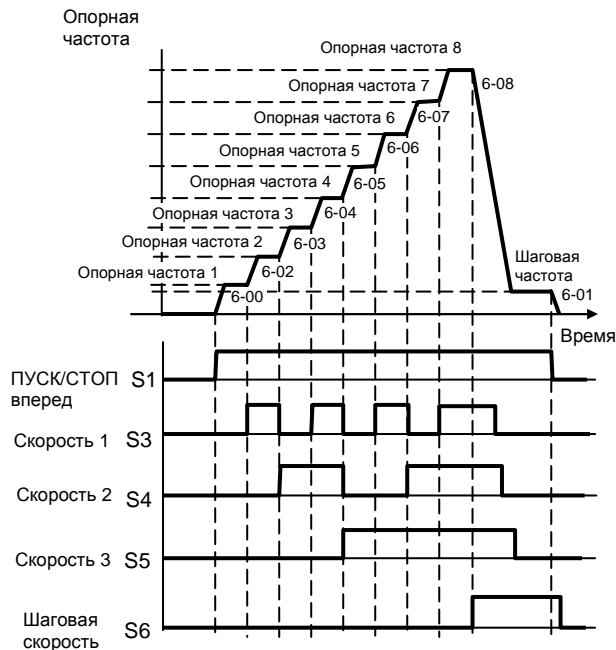 Опорная
частота
Опорная частота 8
6-08
Опорная частота 7
6-07
Опорная частота 6
6-06
Опорная частота 5
6-05
Опорная частота 4
6-04
Опорная частота 3
6-03
Опорная частота 2
6-02
Опорная частота 1
6-00
Шаговая
частота
6-01
Время
ПУСК/СТОП S1
вперед
Скорость 1 S3
Скорость 2 S4
Скорость 3 S5
Шаговая
скорость S6